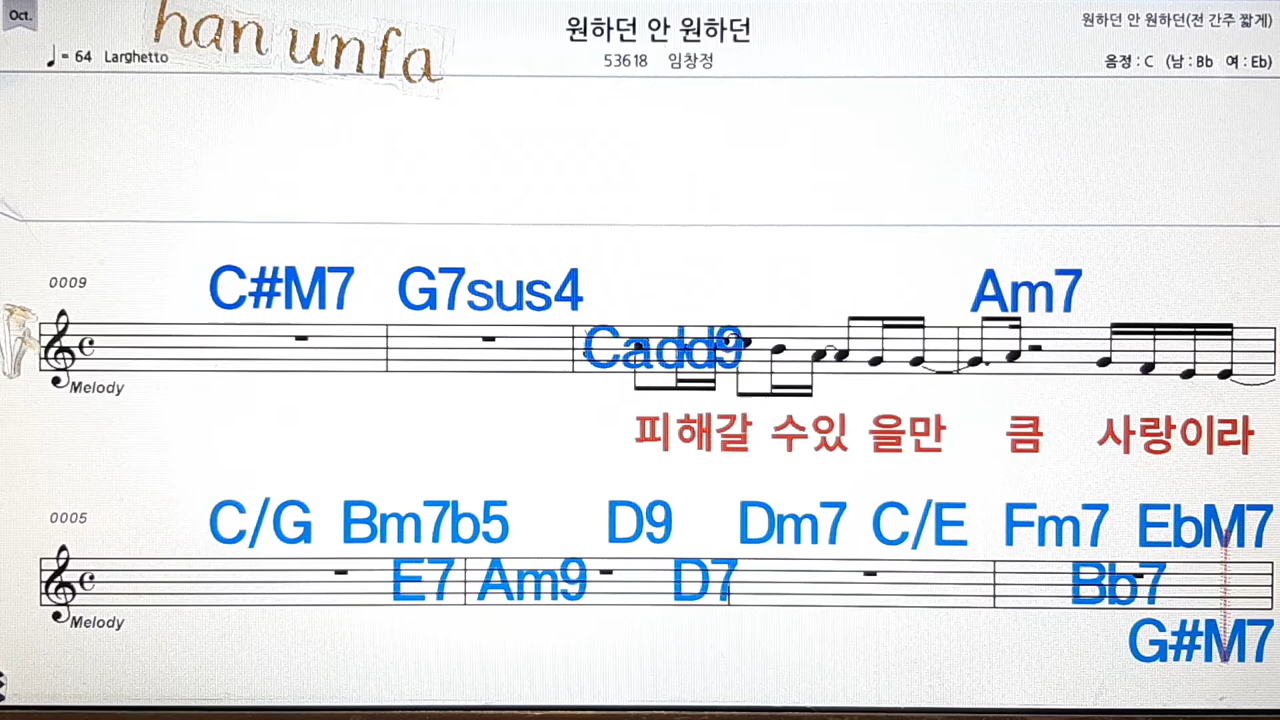 Oct.
han unfa
원하던 안 원하던
원하던 안 원하던(전 간주 짧게)
♩= 64 Larghetto
53618 임창정
음정 : C (남 : Bb 여 : Eb)
0009
C#M7 G7sus4 Am7
Cadd9
Melody
피해갈 수있 을만 큼 사랑이라
0005
C/G Bm7b5 D9 Dm7 C/E Fm7 EbM7
E7 Am9 D7 Bb7
Melody
G#M7